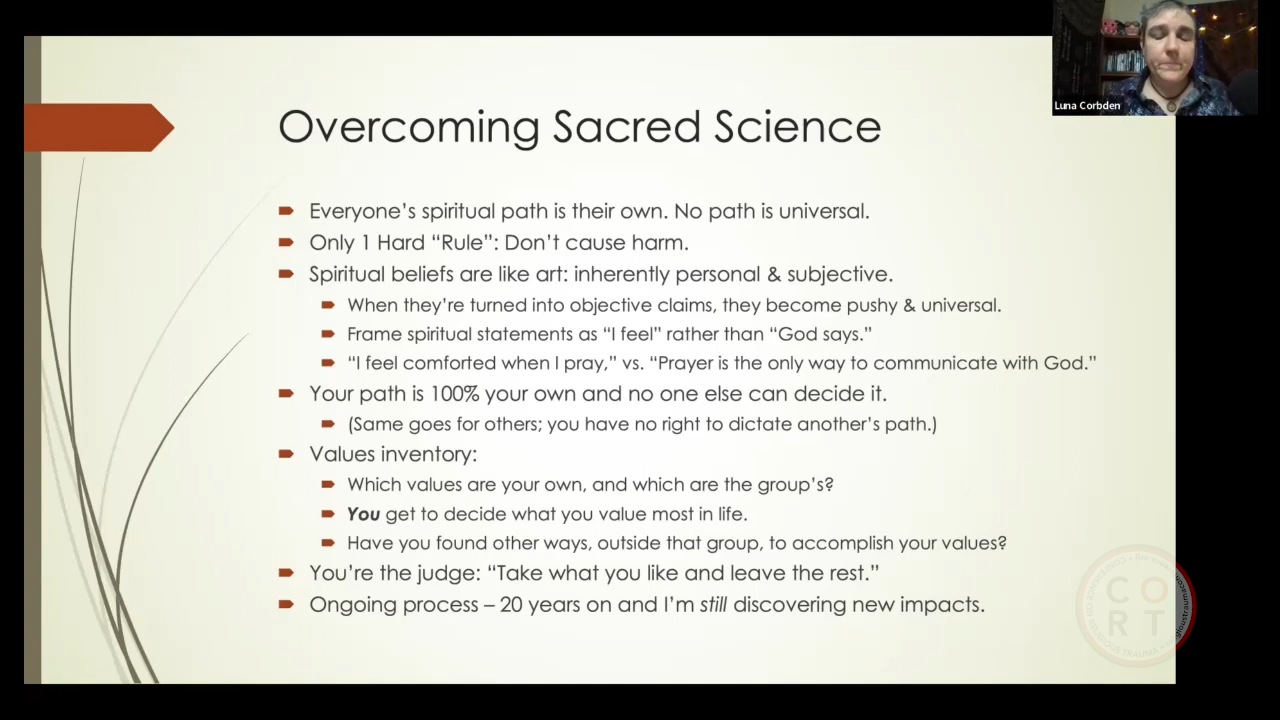 Luna Corbden
Overcoming Sacred Science
Everyone’s spiritual path is their own. No path is universal.
Only 1 Hard “Rule”: Don’t cause harm.
Spiritual beliefs are like art: inherently personal & subjective.
When they’re turned into objective claims, they become pushy & universal.
Frame spiritual statements as “I feel” rather than “God says.”
“I feel comforted when I pray,” vs. “Prayer is the only way to communicate with God.”
Your path is 100% your own and no one else can decide it.
(Same goes for others; you have no right to dictate another’s path.)
Values inventory:
Which values are your own, and which are the group’s?
You get to decide what you value most in life.
Have you found other ways, outside that group, to accomplish your values?
You’re the judge: “Take what you like and leave the rest.”
Ongoing process – 20 years on and I’m still discovering new impacts.
CO
RT